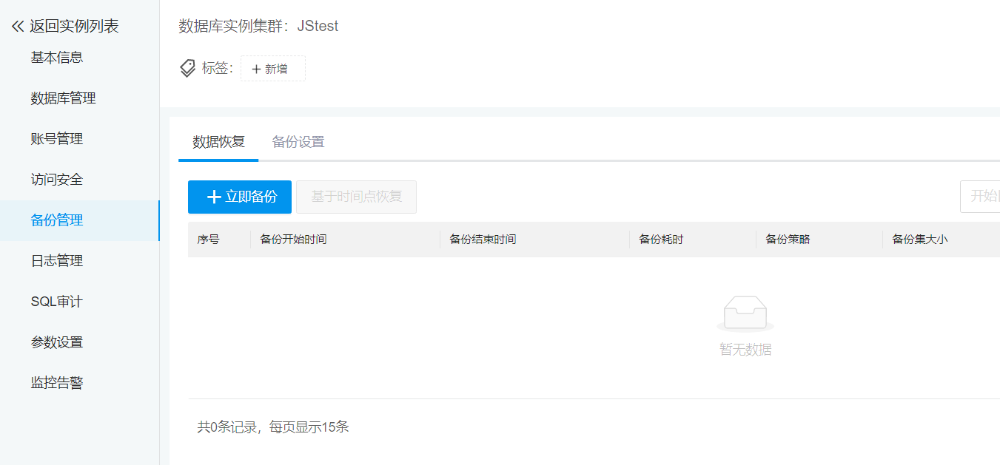 返回实例列表
基本信息
数据库管理
账号管理
访问安全
备份管理
日志管理
SQL审计
参数设置
监控告警
数据库实例集群：JStest
标签：
新增
数据恢复 备份设置
立即备份 基于时间点恢复 开始
序号 备份开始时间 备份结束时间 备份耗时 备份策略 备份集大小
暂无数据
共0条记录，每页显示15条